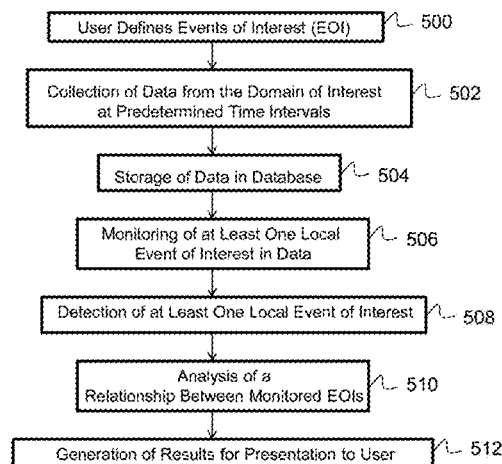 User Defines Events of Interest (EOI) 500
Collection of Data from the Domain of Interest
at Predetermined Time Intervals 502
Storage of Data in Database 504
Monitoring of at Least One Local
Event of Interest in Data 506
Detection of at Least One Local Event of Interest 508
Analysis of a
Relationship Between Monitored EOIs 510
Generation of Results for Presentation to User 512